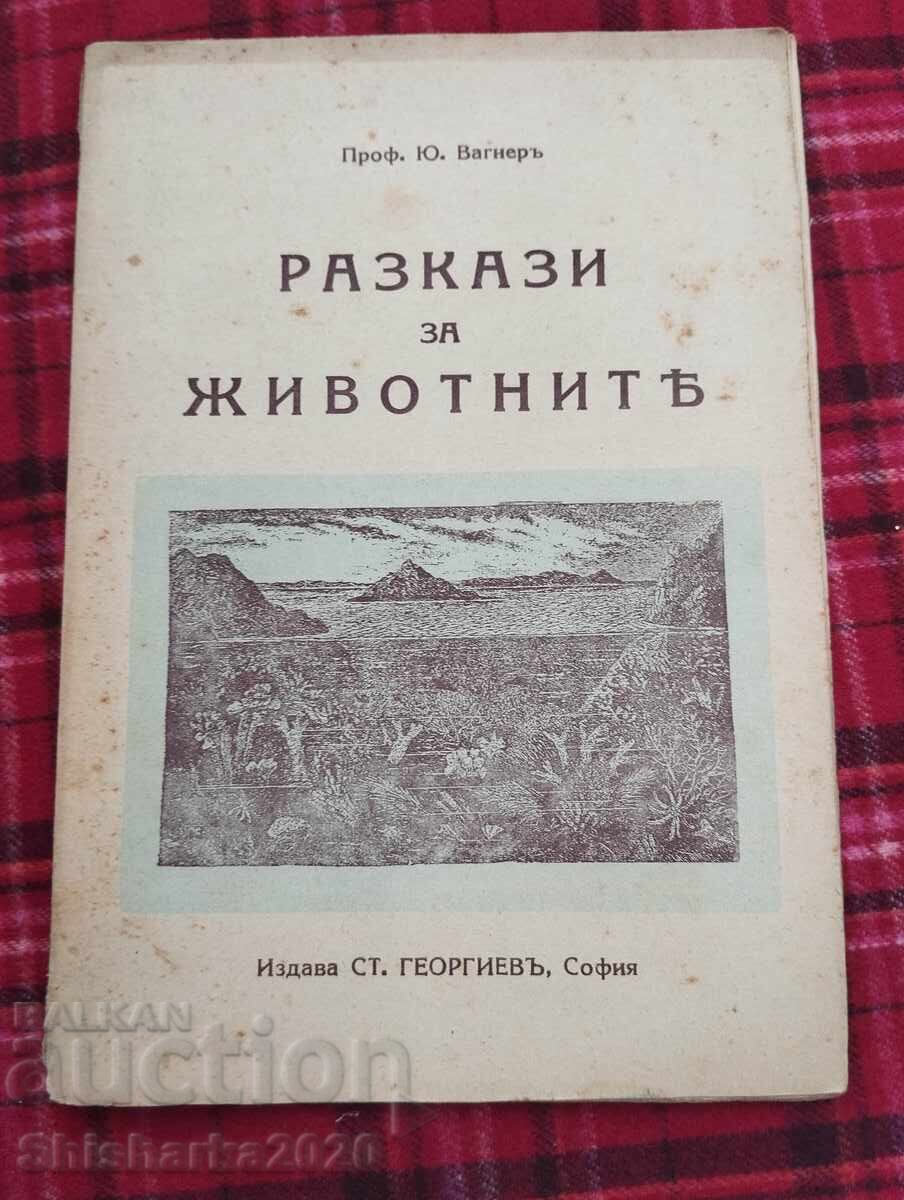 Проф. Ю. Вагнеръ
РАЗКАЗИ
ЗА
ЖИВОТНИТѢ
Издава СТ. ГЕОРГИЕВЪ, София
BALKAN
auction
Shisharka2020